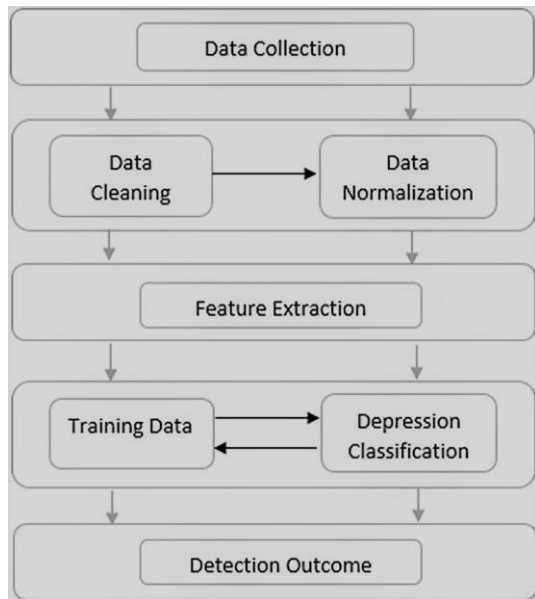 Data Collection
Data
Cleaning
Data
Normalization
Feature Extraction
Training Data
Depression
Classification
Detection Outcome